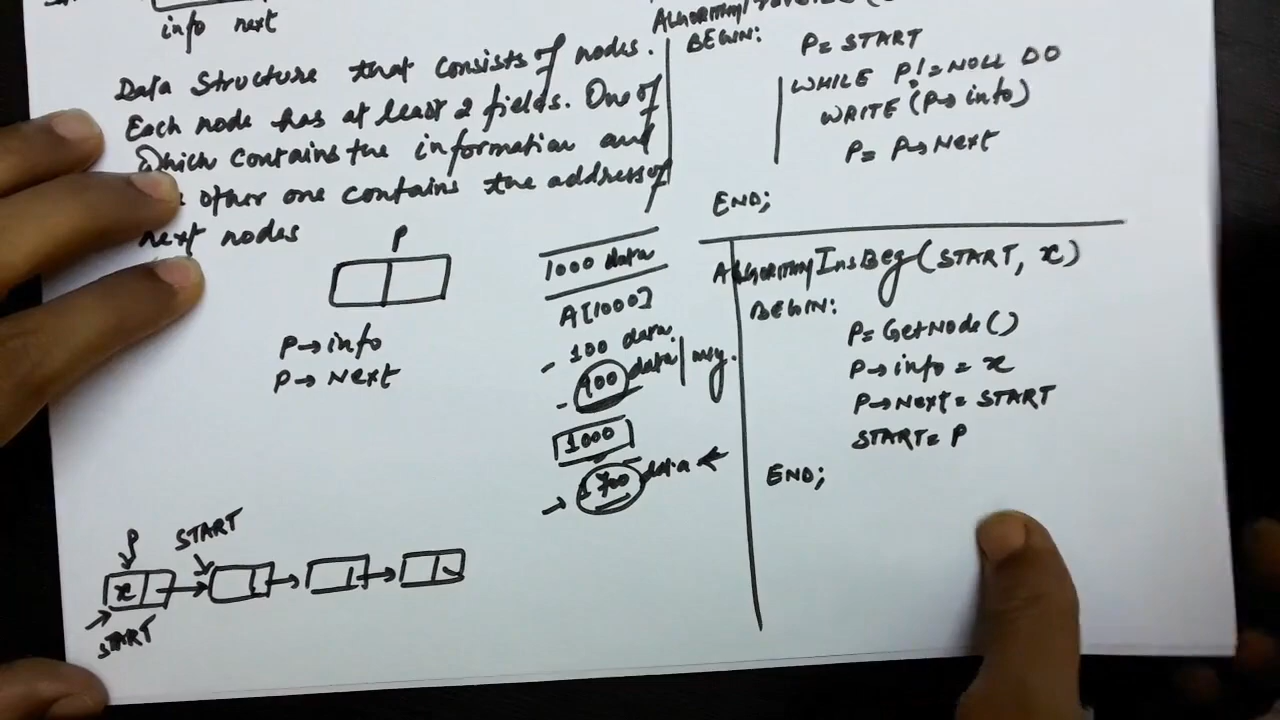 info next
Data Structure that consists of nodes.
Each node has at least 2 fields. One of
which contains the information and
other one contains the address of
next nodes
P
P→info
P→Next
1000 data
A[1000]
- 100 data
- 900 data/msy.
1000
→ 1700 data ←
P
START
x
START
BEGIN:
P= START
WHILE P!=NULL DO
WRITE(P→info)
P= P→Next
END;
ALGORITHM InsBeg(START, x)
BEGIN:
P= GetNode()
P→info = x
P→Next= START
START= P
END;